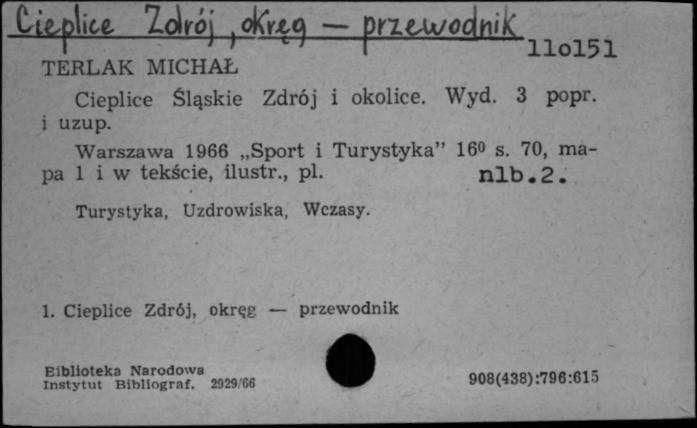 Cieplice Zdrój, okręg — przewodnik
110151
TERLAK MICHAŁ
Cieplice Śląskie Zdrój i okolice. Wyd. 3 popr.
i uzup.
Warszawa 1966 „Sport i Turystyka” 16⁰ s. 70, ma-
pa 1 i w tekście, ilustr., pl. nlb.2.
Turystyka, Uzdrowiska, Wczasy.
1. Cieplice Zdrój, okręg — przewodnik
Biblioteka Narodowa
Instytut Bibliograf. 2929/66
908(438):796:615